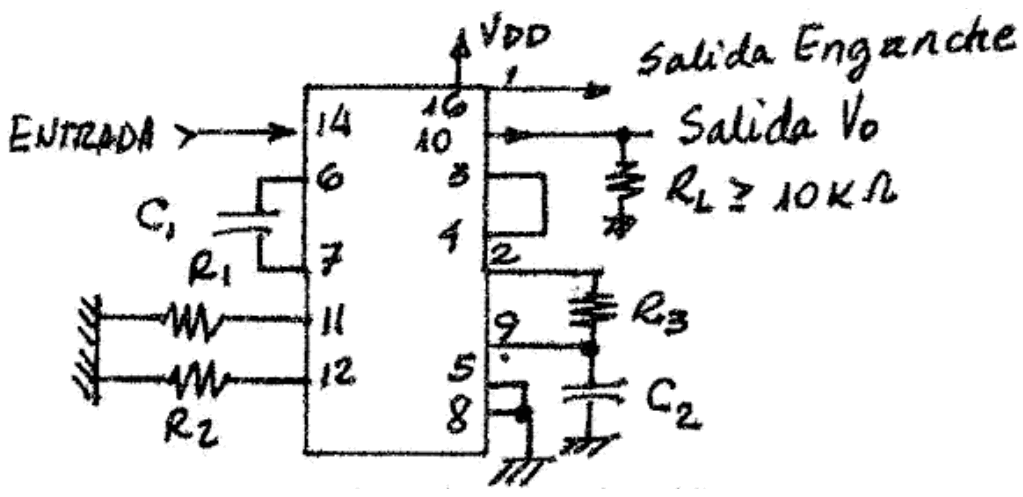 VDD
1
Salida Enganche
16
ENTRADA
14
10
Salida Vo
6
3
RL ≥ 10KΩ
C1
4
2
7
R1
R3
11
9
12
5
C2
R2
8